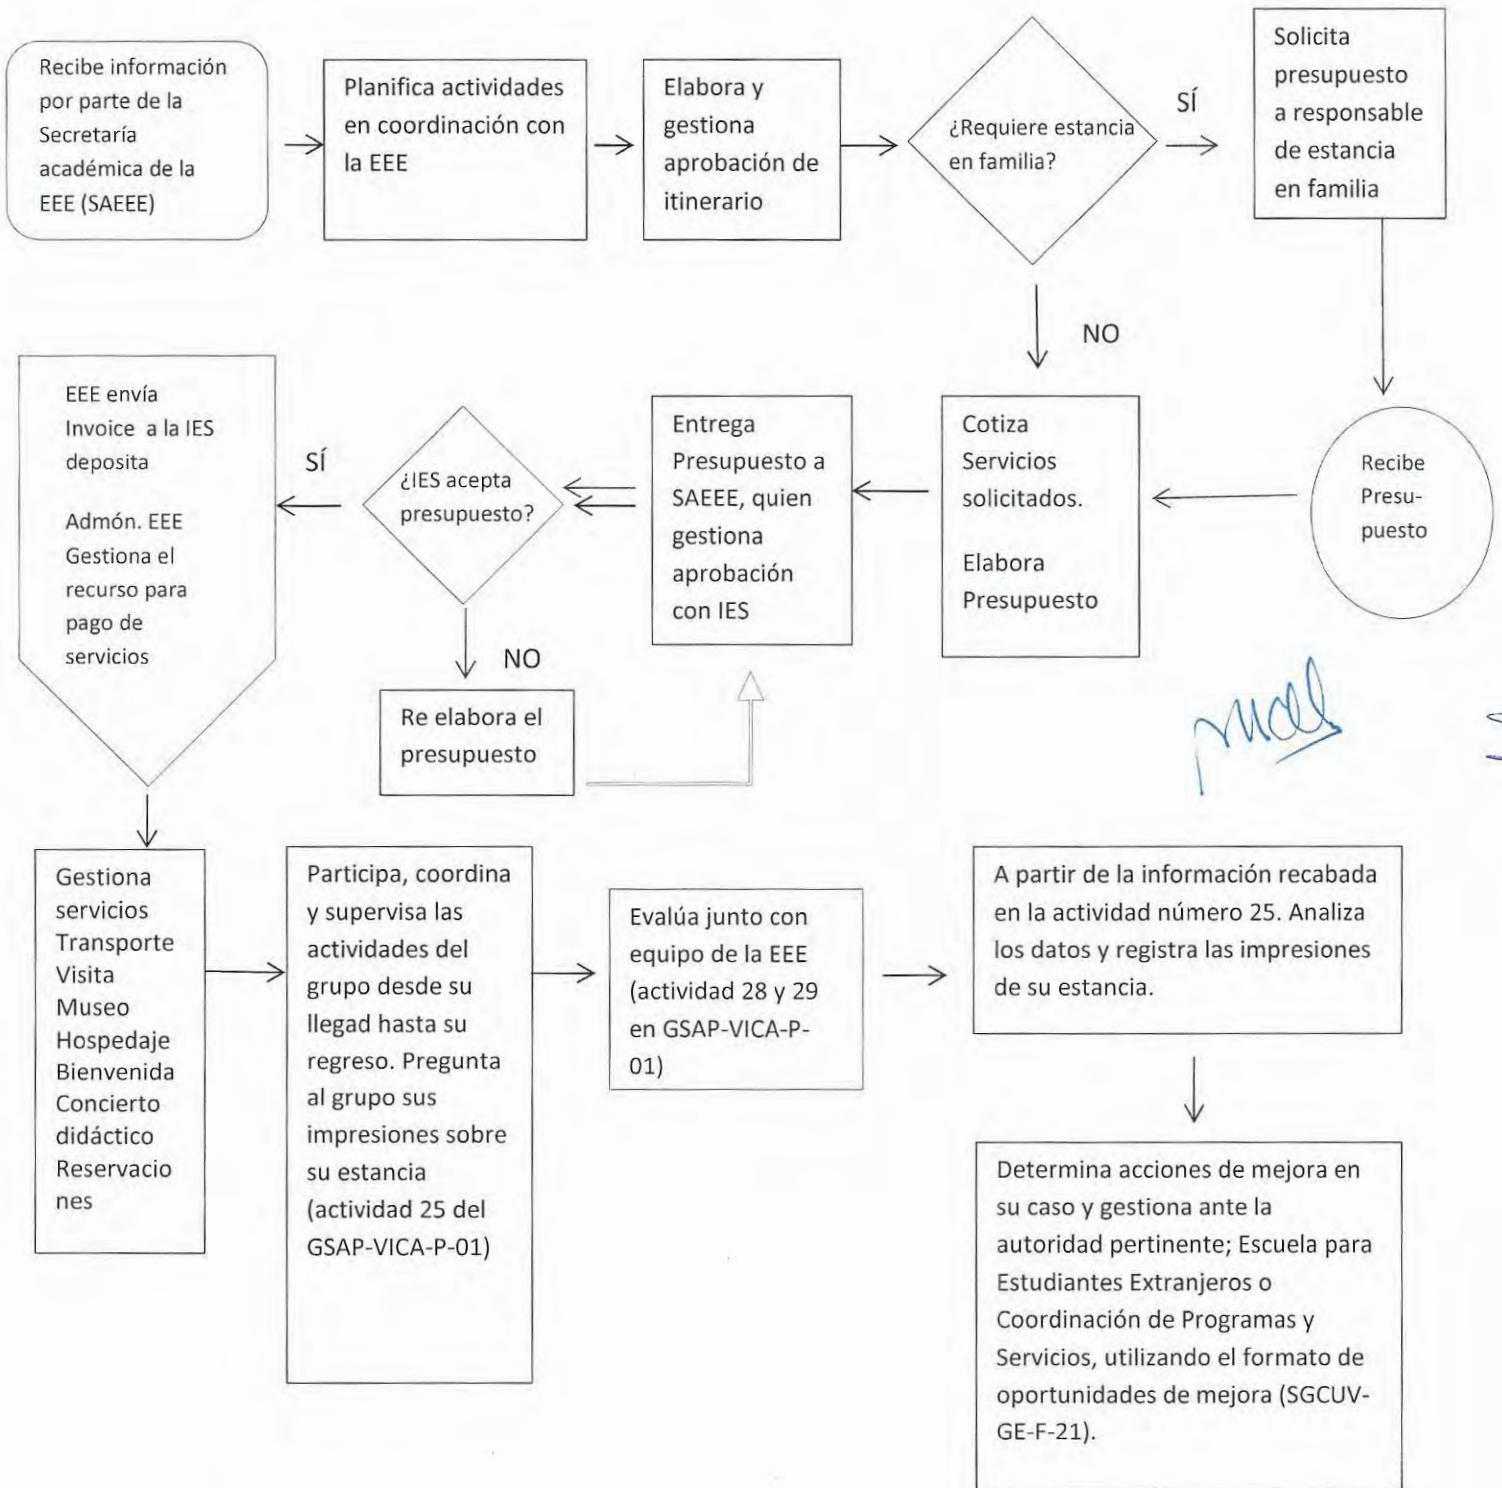 Recibe información
por parte de la
Secretaría
académica de la
EEE (SAEEE)
Planifica actividades
en coordinación con
la EEE
Elabora y
gestiona
aprobación de
itinerario
¿Requiere estancia
en familia?
SÍ
Solicita
presupuesto
a responsable
de estancia
en familia
NO
EEE envía
Invoice a la IES
deposita
Admón. EEE
Gestiona el
recurso para
pago de
servicios
SÍ
¿IES acepta
presupuesto?
Entrega
Presupuesto a
SAEEE, quien
gestiona
aprobación
con IES
Cotiza
Servicios
solicitados.
Elabora
Presupuesto
Recibe
Presu-
puesto
NO
Re elabora el
presupuesto
Gestiona
servicios
Transporte
Visita
Museo
Hospedaje
Bienvenida
Concierto
didáctico
Reservacio
nes
Participa, coordina
y supervisa las
actividades del
grupo desde su
llegad hasta su
regreso. Pregunta
al grupo sus
impresiones sobre
su estancia
(actividad 25 del
GSAP-VICA-P-01)
Evalúa junto con
equipo de la EEE
(actividad 28 y 29
en GSAP-VICA-P-
01)
A partir de la información recabada
en la actividad número 25. Analiza
los datos y registra las impresiones
de su estancia.
Determina acciones de mejora en
su caso y gestiona ante la
autoridad pertinente; Escuela para
Estudiantes Extranjeros o
Coordinación de Programas y
Servicios, utilizando el formato de
oportunidades de mejora (SGCUV-
GE-F-21).